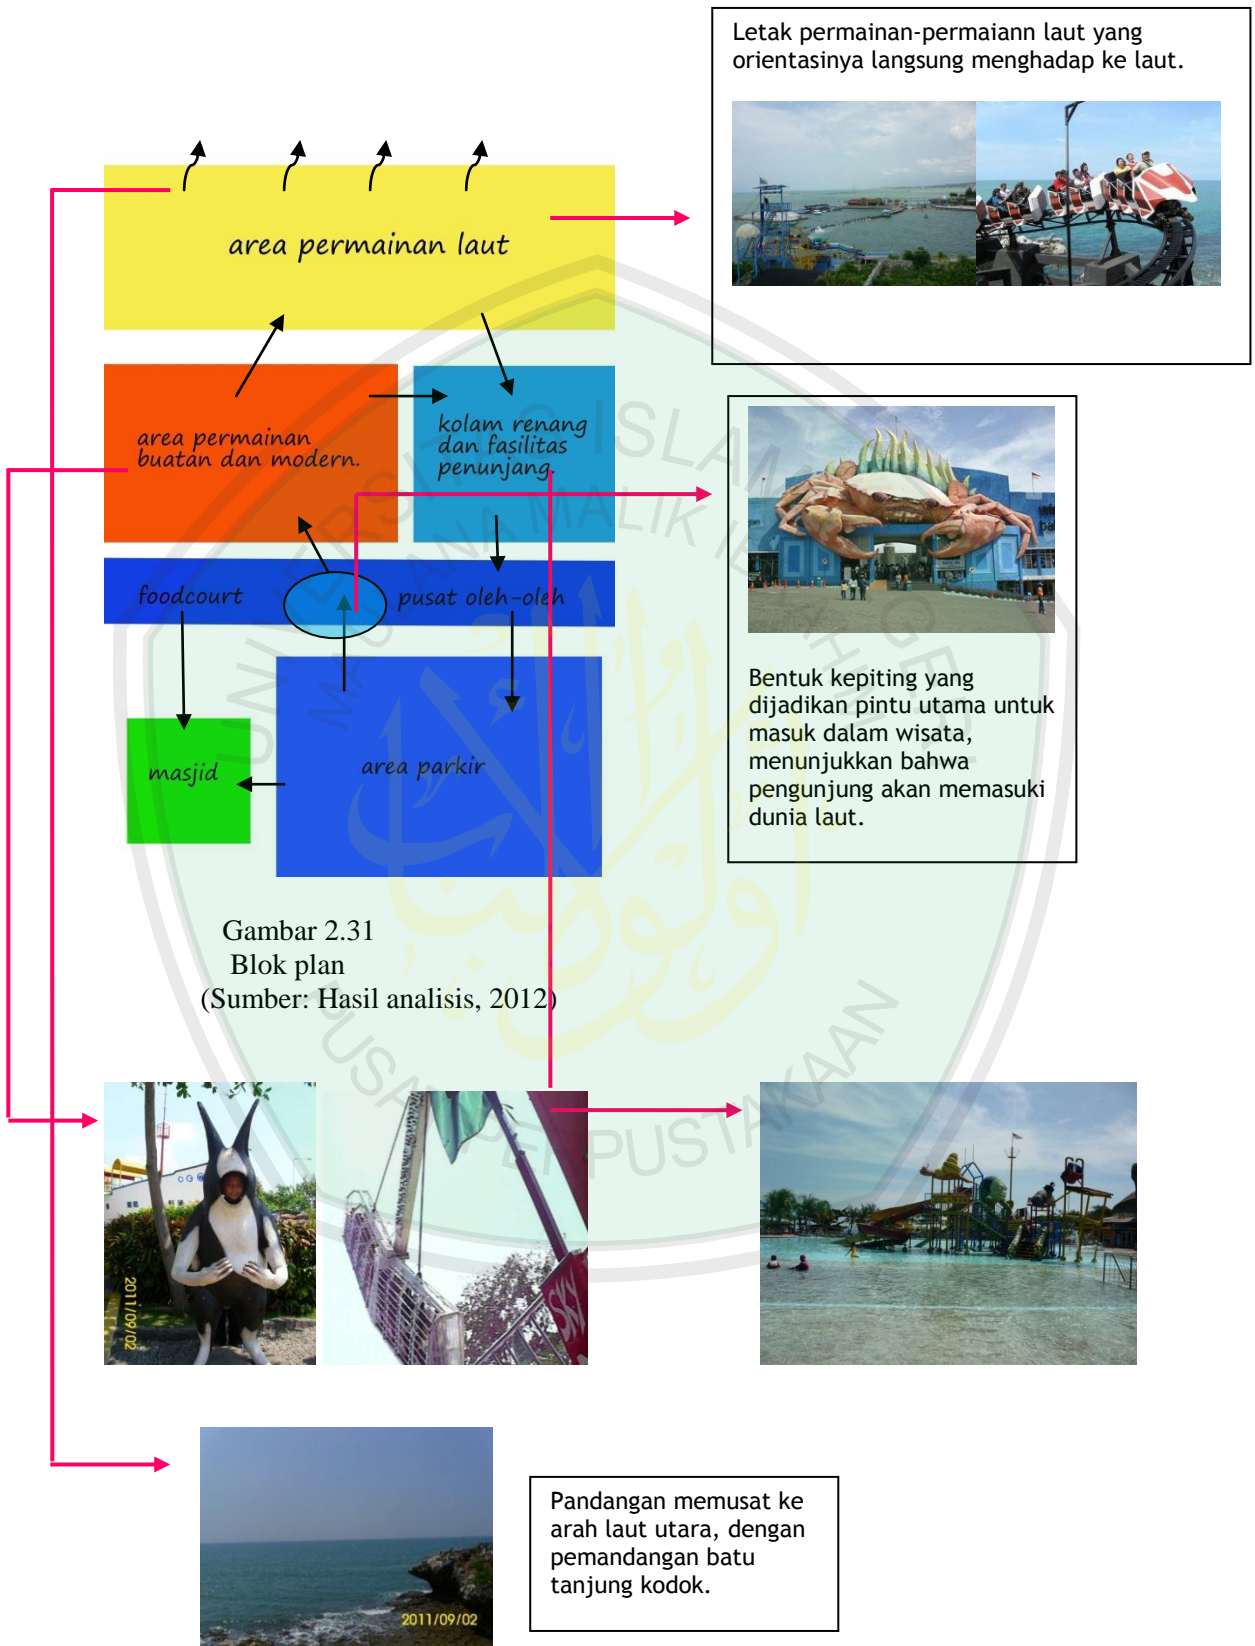 Letak permainan-permaiann laut yang
orientasinya langsung menghadap ke laut.
area permainan laut
area permainan
buatan dan modern.
kolam renang
dan fasilitas
penunjang.
foodcourt
pusat oleh-oleh
masjid
area parkir
Bentuk kepiting yang
dijadikan pintu utama untuk
masuk dalam wisata,
menunjukkan bahwa
pengunjung akan memasuki
dunia laut.
Gambar 2.31
Blok plan
(Sumber: Hasil analisis, 2012)
2011/09/02
SKY
2011/09/02
Pandangan memusat ke
arah laut utara, dengan
pemandangan batu
tanjung kodok.
PUSAT PERPUSTAKAAN